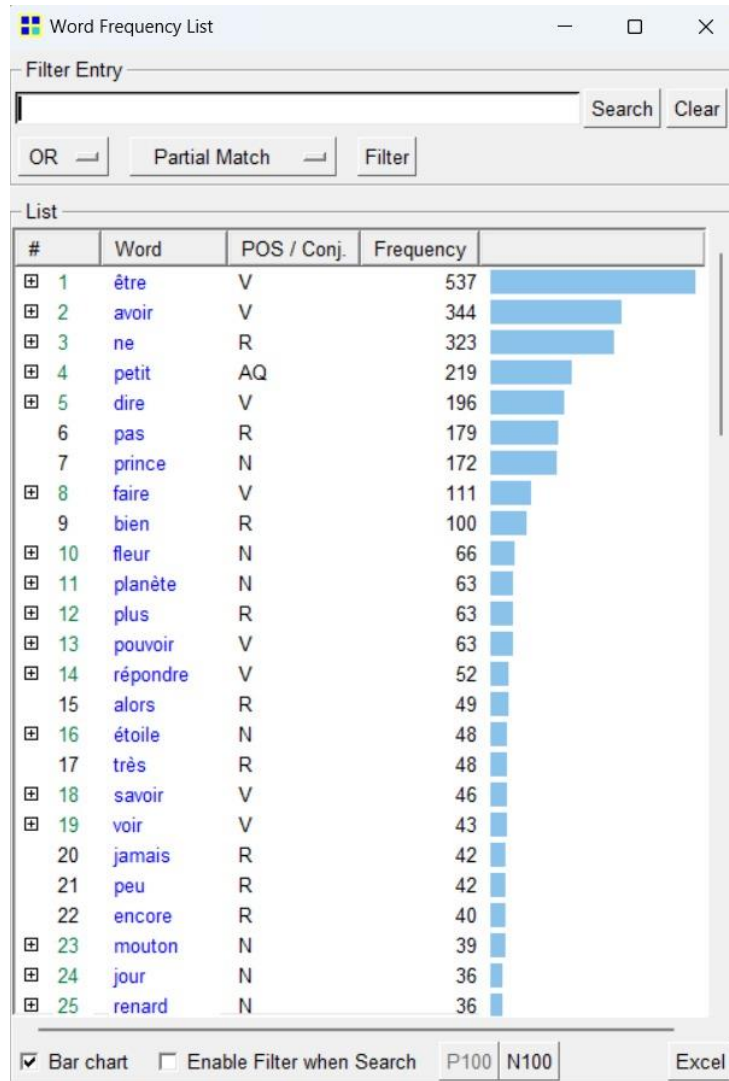 Word Frequency List
Filter Entry
Search Clear
OR Partial Match Filter
List
# Word POS / Conj. Frequency
1 être V 537
2 avoir V 344
3 ne R 323
4 petit AQ 219
5 dire V 196
6 pas R 179
7 prince N 172
8 faire V 111
9 bien R 100
10 fleur N 66
11 planète N 63
12 plus R 63
13 pouvoir V 63
14 répondre V 52
15 alors R 49
16 étoile N 48
17 très R 48
18 savoir V 46
19 voir V 43
20 jamais R 42
21 peu R 42
22 encore R 40
23 mouton N 39
24 jour N 36
25 renard N 36
Bar chart Enable Filter when Search P100 N100 Excel